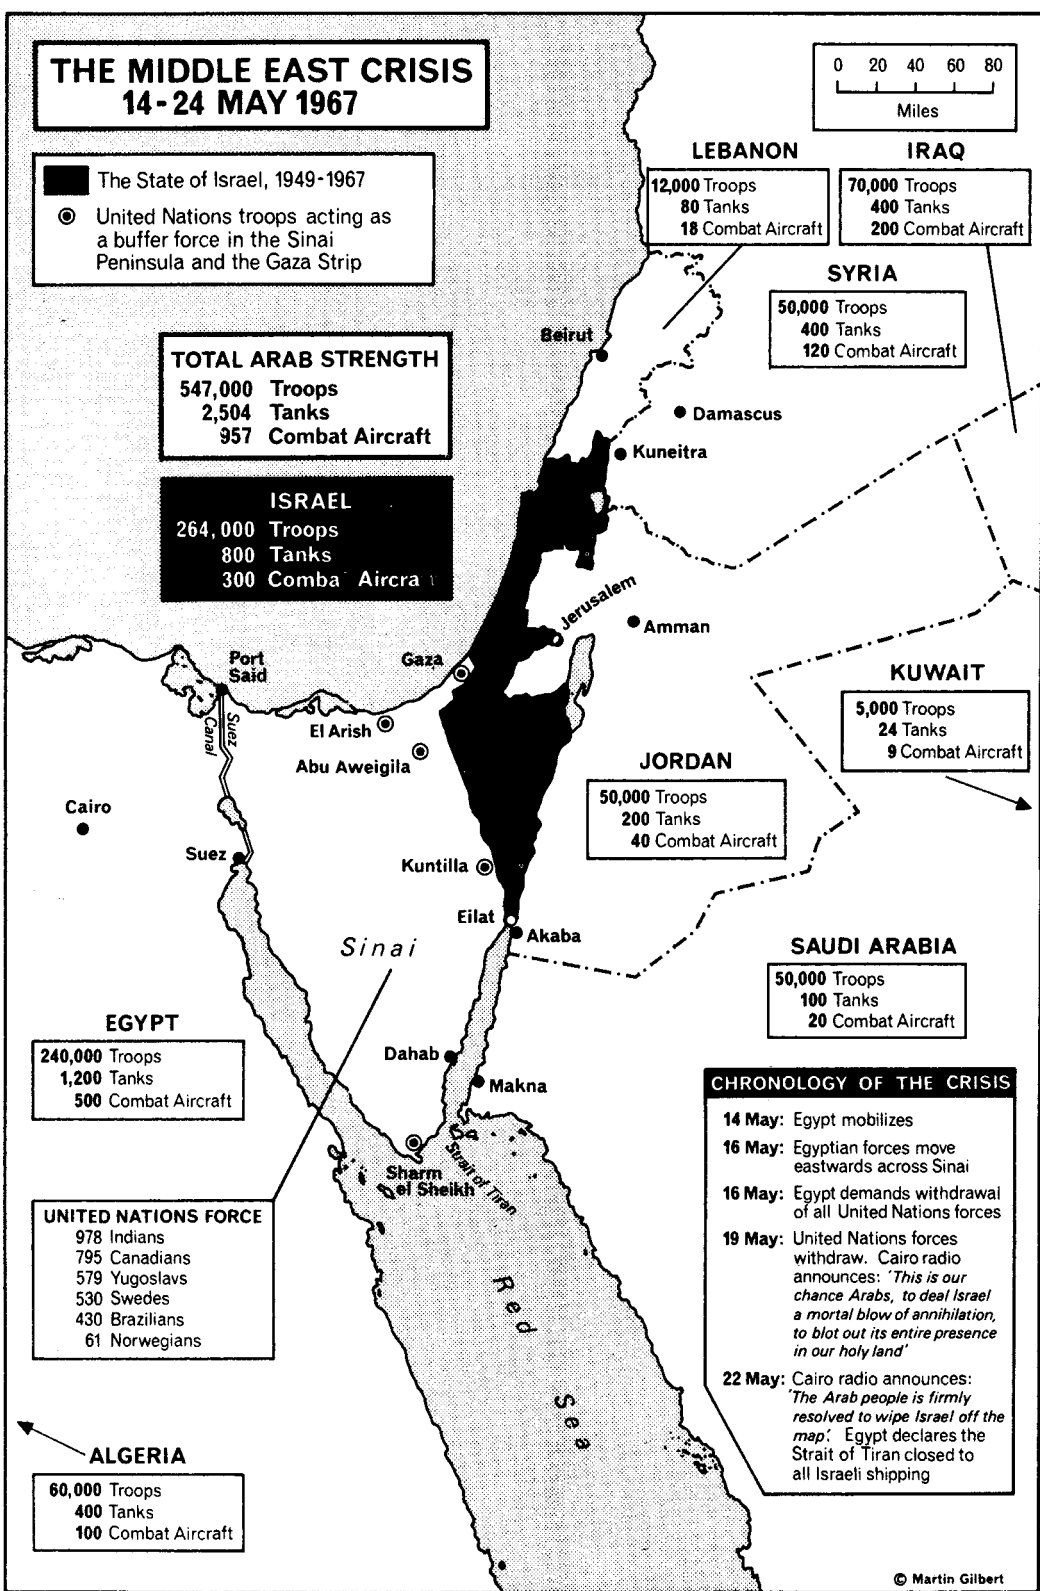 THE MIDDLE EAST CRISIS
14-24 MAY 1967
0 20 40 60 80
Miles
The State of Israel, 1949-1967
United Nations troops acting as
a buffer force in the Sinai
Peninsula and the Gaza Strip
LEBANON
12,000 Troops
80 Tanks
18 Combat Aircraft
IRAQ
70,000 Troops
400 Tanks
200 Combat Aircraft
SYRIA
50,000 Troops
400 Tanks
120 Combat Aircraft
TOTAL ARAB STRENGTH
547,000 Troops
2,504 Tanks
957 Combat Aircraft
ISRAEL
264,000 Troops
800 Tanks
300 Combat Aircraft
Beirut
Damascus
Kuneitra
Jerusalem
Amman
Port
Said
Gaza
Suez
Canal
El Arish
Abu Aweigila
KUWAIT
5,000 Troops
24 Tanks
9 Combat Aircraft
JORDAN
50,000 Troops
200 Tanks
40 Combat Aircraft
Cairo
Suez
Kuntilla
Eilat
Akaba
Sinai
SAUDI ARABIA
50,000 Troops
100 Tanks
20 Combat Aircraft
EGYPT
240,000 Troops
1,200 Tanks
500 Combat Aircraft
Dahab
Makna
Sharm
el Sheikh
Strait of Tiran
CHRONOLOGY OF THE CRISIS
14 May: Egypt mobilizes
16 May: Egyptian forces move
eastwards across Sinai
16 May: Egypt demands withdrawal
of all United Nations forces
19 May: United Nations forces
withdraw. Cairo radio
announces: 'This is our
chance Arabs, to deal Israel
a mortal blow of annihilation,
to blot out its entire presence
in our holy land'
22 May: Cairo radio announces:
'The Arab people is firmly
resolved to wipe Israel off the
map'. Egypt declares the
Strait of Tiran closed to
all Israeli shipping
UNITED NATIONS FORCE
978 Indians
795 Canadians
579 Yugoslavs
530 Swedes
430 Brazilians
61 Norwegians
Red
Sea
ALGERIA
60,000 Troops
400 Tanks
100 Combat Aircraft
© Martin Gilbert